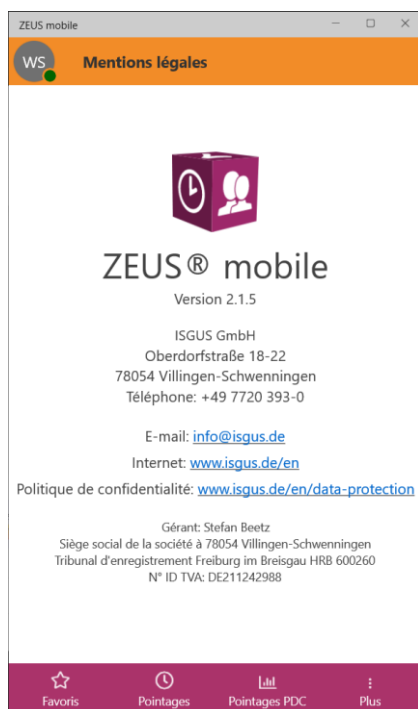 ZEUS mobile
WS
Mentions légales
ZEUS® mobile
Version 2.1.5
ISGUS GmbH
Oberdorfstraße 18-22
78054 Villingen-Schwenningen
Téléphone: +49 7720 393-0
E-mail: info@isgus.de
Internet: www.isgus.de/en
Politique de confidentialité: www.isgus.de/en/data-protection
Gérant: Stefan Beetz
Siège social de la société à 78054 Villingen-Schwenningen
Tribunal d'enregistrement Freiburg im Breisgau HRB 600260
N° ID TVA: DE211242988
Favoris Pointages Pointages PDC Plus